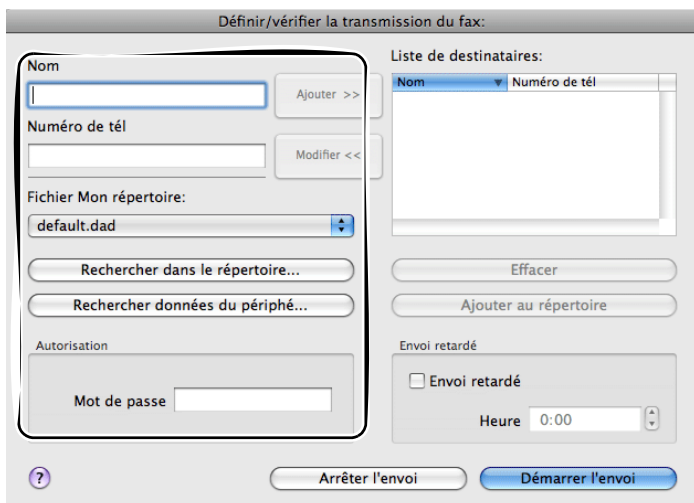 Définir/vérifier la transmission du fax:
Nom
Ajouter >>
Numéro de tél
Modifier <<
Fichier Mon répertoire:
default.dad
Rechercher dans le répertoire...
Rechercher données du périphé...
Autorisation
Mot de passe
Liste de destinataires:
Nom Numéro de tél
Effacer
Ajouter au répertoire
Envoi retardé
Envoi retardé
Heure 0:00
?
Arrêter l'envoi
Démarrer l'envoi